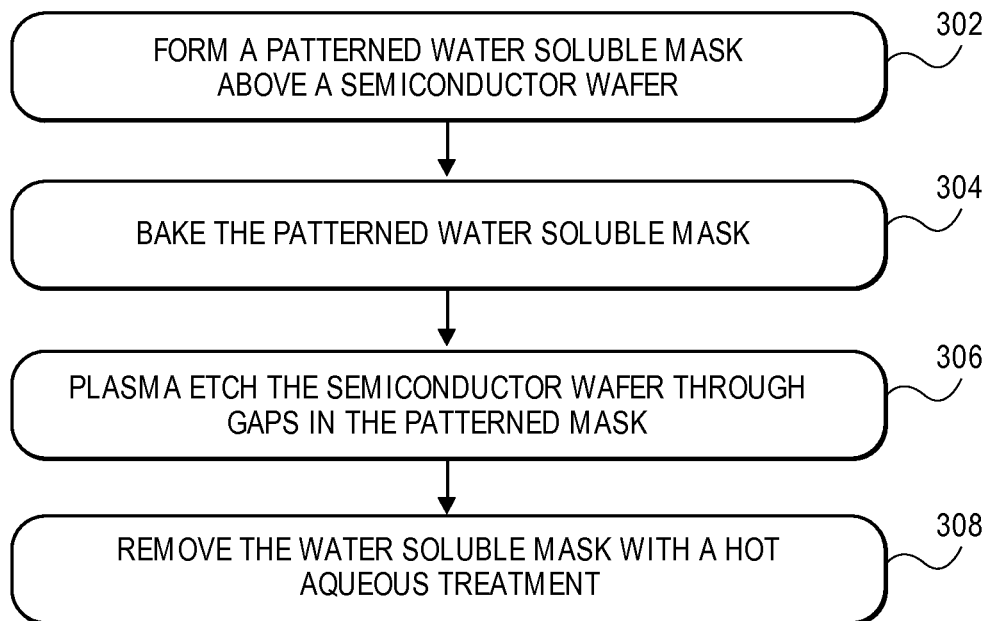 FORM A PATTERNED WATER SOLUBLE MASK
ABOVE A SEMICONDUCTOR WAFER
302
BAKE THE PATTERNED WATER SOLUBLE MASK
304
PLASMA ETCH THE SEMICONDUCTOR WAFER THROUGH
GAPS IN THE PATTERNED MASK
306
REMOVE THE WATER SOLUBLE MASK WITH A HOT
AQUEOUS TREATMENT
308